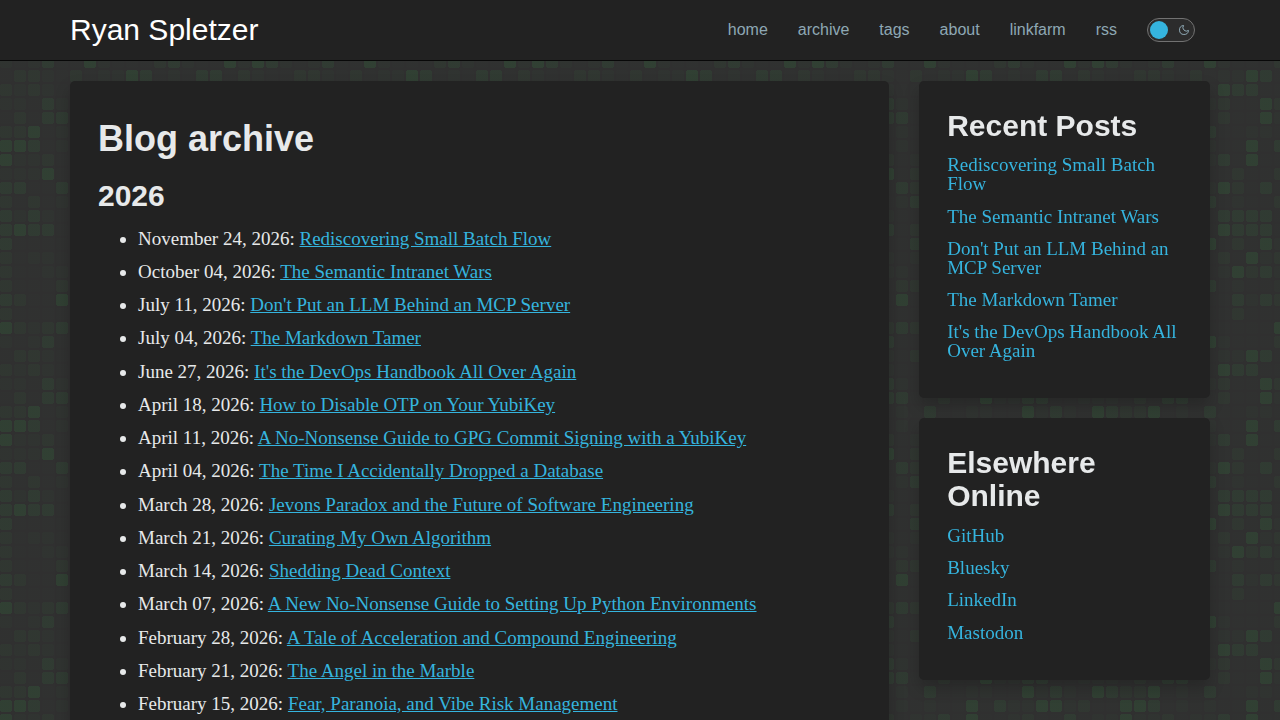 Ryan Spletzer
home
archive
tags
about
linkfarm
rss
Blog archive
2026
November 24, 2026: Rediscovering Small Batch Flow
October 04, 2026: The Semantic Intranet Wars
July 11, 2026: Don't Put an LLM Behind an MCP Server
July 04, 2026: The Markdown Tamer
June 27, 2026: It's the DevOps Handbook All Over Again
April 18, 2026: How to Disable OTP on Your YubiKey
April 11, 2026: A No-Nonsense Guide to GPG Commit Signing with a YubiKey
April 04, 2026: The Time I Accidentally Dropped a Database
March 28, 2026: Jevons Paradox and the Future of Software Engineering
March 21, 2026: Curating My Own Algorithm
March 14, 2026: Shedding Dead Context
March 07, 2026: A New No-Nonsense Guide to Setting Up Python Environments
February 28, 2026: A Tale of Acceleration and Compound Engineering
February 21, 2026: The Angel in the Marble
February 15, 2026: Fear, Paranoia, and Vibe Risk Management
Recent Posts
Rediscovering Small Batch
Flow
The Semantic Intranet Wars
Don't Put an LLM Behind an
MCP Server
The Markdown Tamer
It's the DevOps Handbook All
Over Again
Elsewhere
Online
GitHub
Bluesky
LinkedIn
Mastodon